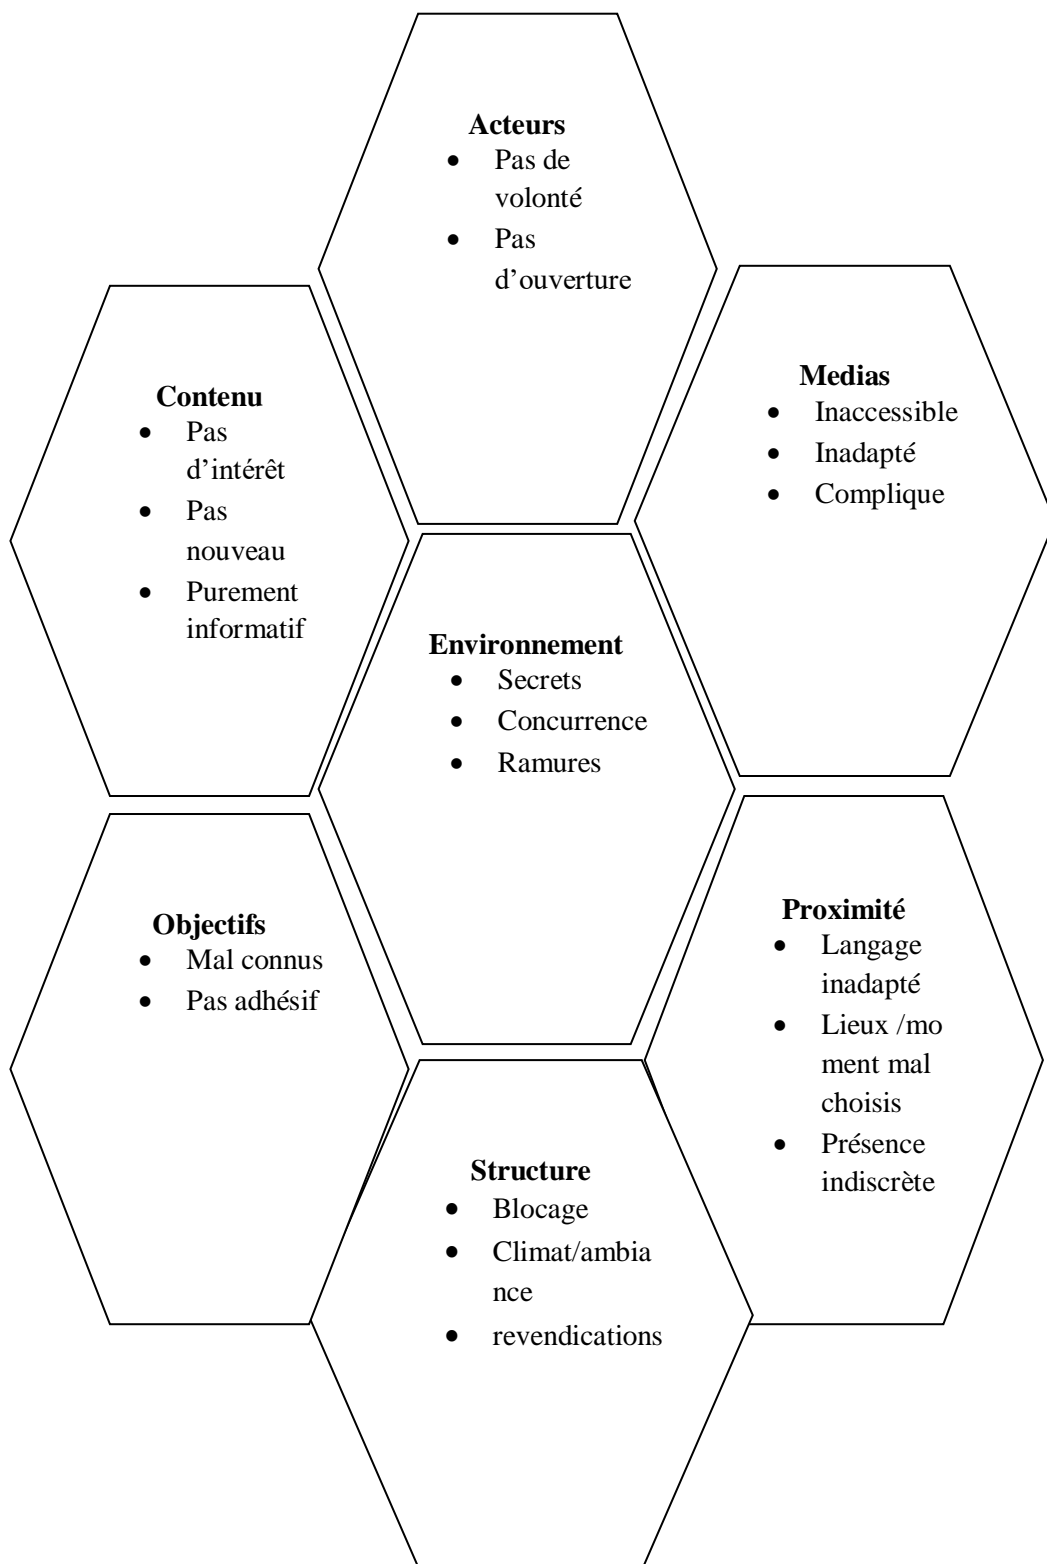 Acteurs
• Pas de
volonté
• Pas
d’ouverture
Contenu
• Pas
d’intérêt
• Pas
nouveau
• Purement
informatif
Medias
• Inaccessible
• Inadapté
• Complique
Environnement
• Secrets
• Concurrence
• Ramures
Objectifs
• Mal connus
• Pas adhésif
Proximité
• Langage
inadapté
• Lieux /mo
ment mal
choisis
• Présence
indiscrète
Structure
• Blocage
• Climat/ambia
nce
• revendications